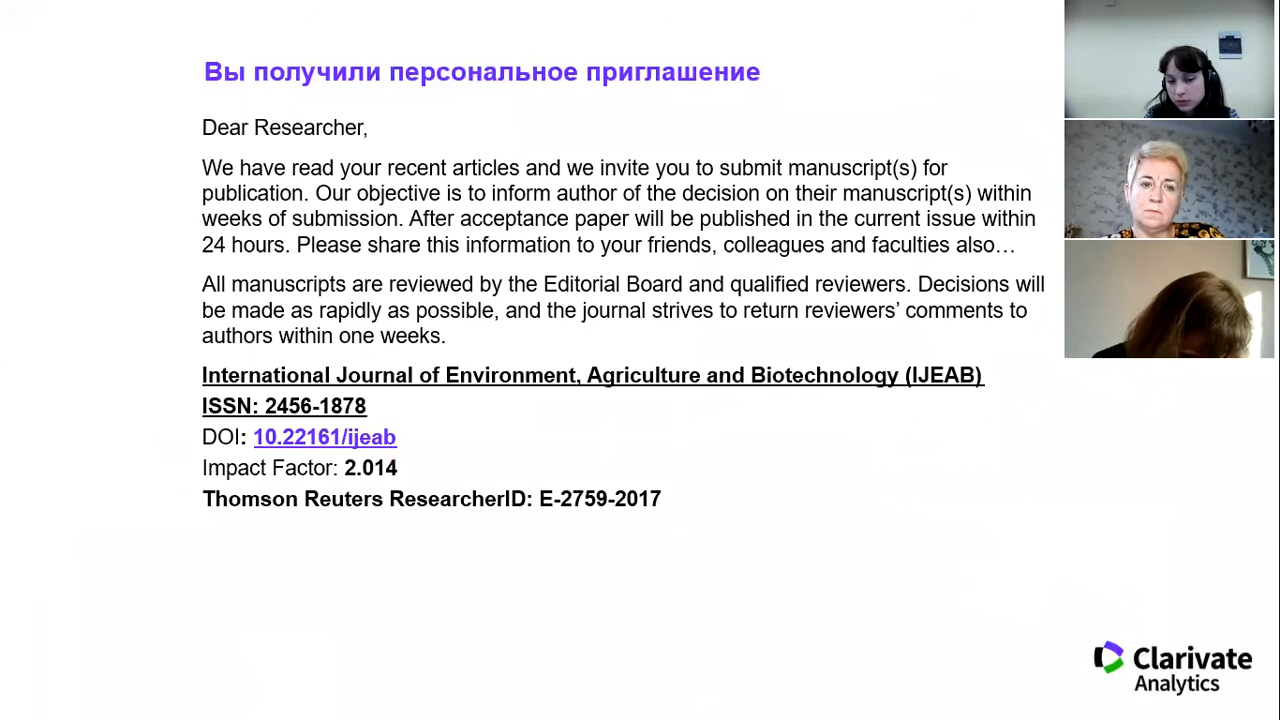 Вы получили персональное приглашение
Dear Researcher,
We have read your recent articles and we invite you to submit manuscript(s) for
publication. Our objective is to inform author of the decision on their manuscript(s) within
weeks of submission. After acceptance paper will be published in the current issue within
24 hours. Please share this information to your friends, colleagues and faculties also…
All manuscripts are reviewed by the Editorial Board and qualified reviewers. Decisions will
be made as rapidly as possible, and the journal strives to return reviewers’ comments to
authors within one weeks.
International Journal of Environment, Agriculture and Biotechnology (IJEAB)
ISSN: 2456-1878
DOI: 10.22161/ijeab
Impact Factor: 2.014
Thomson Reuters ResearcherID: E-2759-2017
Clarivate
Analytics